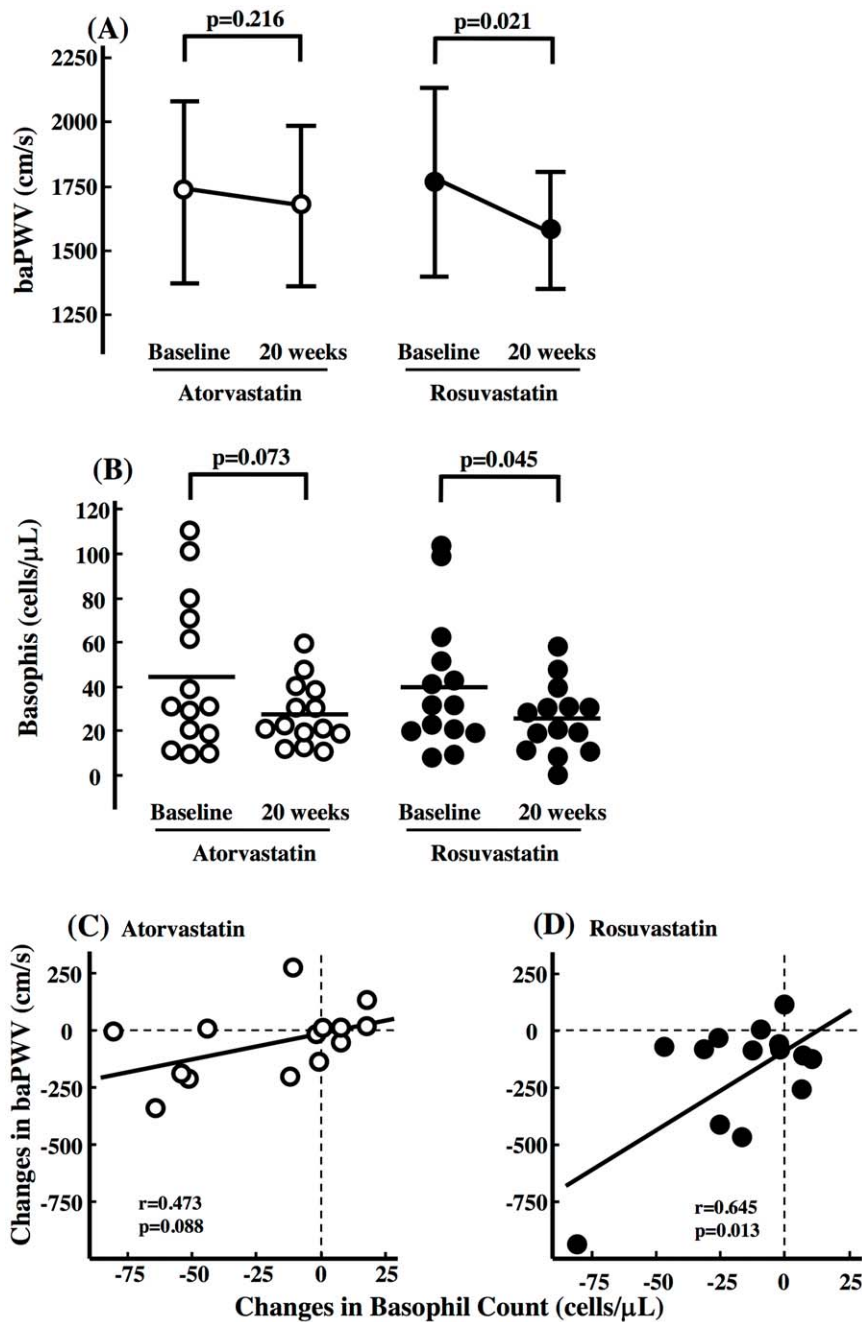 (A)
p=0.216 p=0.021
2250
2000
1750
1500
1250
baPWV (cm/s)
Baseline 20 weeks Baseline 20 weeks
Atorvastatin Rosuvastatin
(B)
p=0.073 p=0.045
120
100
80
60
40
20
0
Basophis (cells/μL)
Baseline 20 weeks Baseline 20 weeks
Atorvastatin Rosuvastatin
(C) Atorvastatin (D) Rosuvastatin
Changes in baPWV (cm/s)
250 250
0 0
-250 -250
-500 -500
-750 -750
r=0.473 r=0.645
p=0.088 p=0.013
-75 -50 -25 0 25 -75 -50 -25 0 25
Changes in Basophil Count (cells/μL)